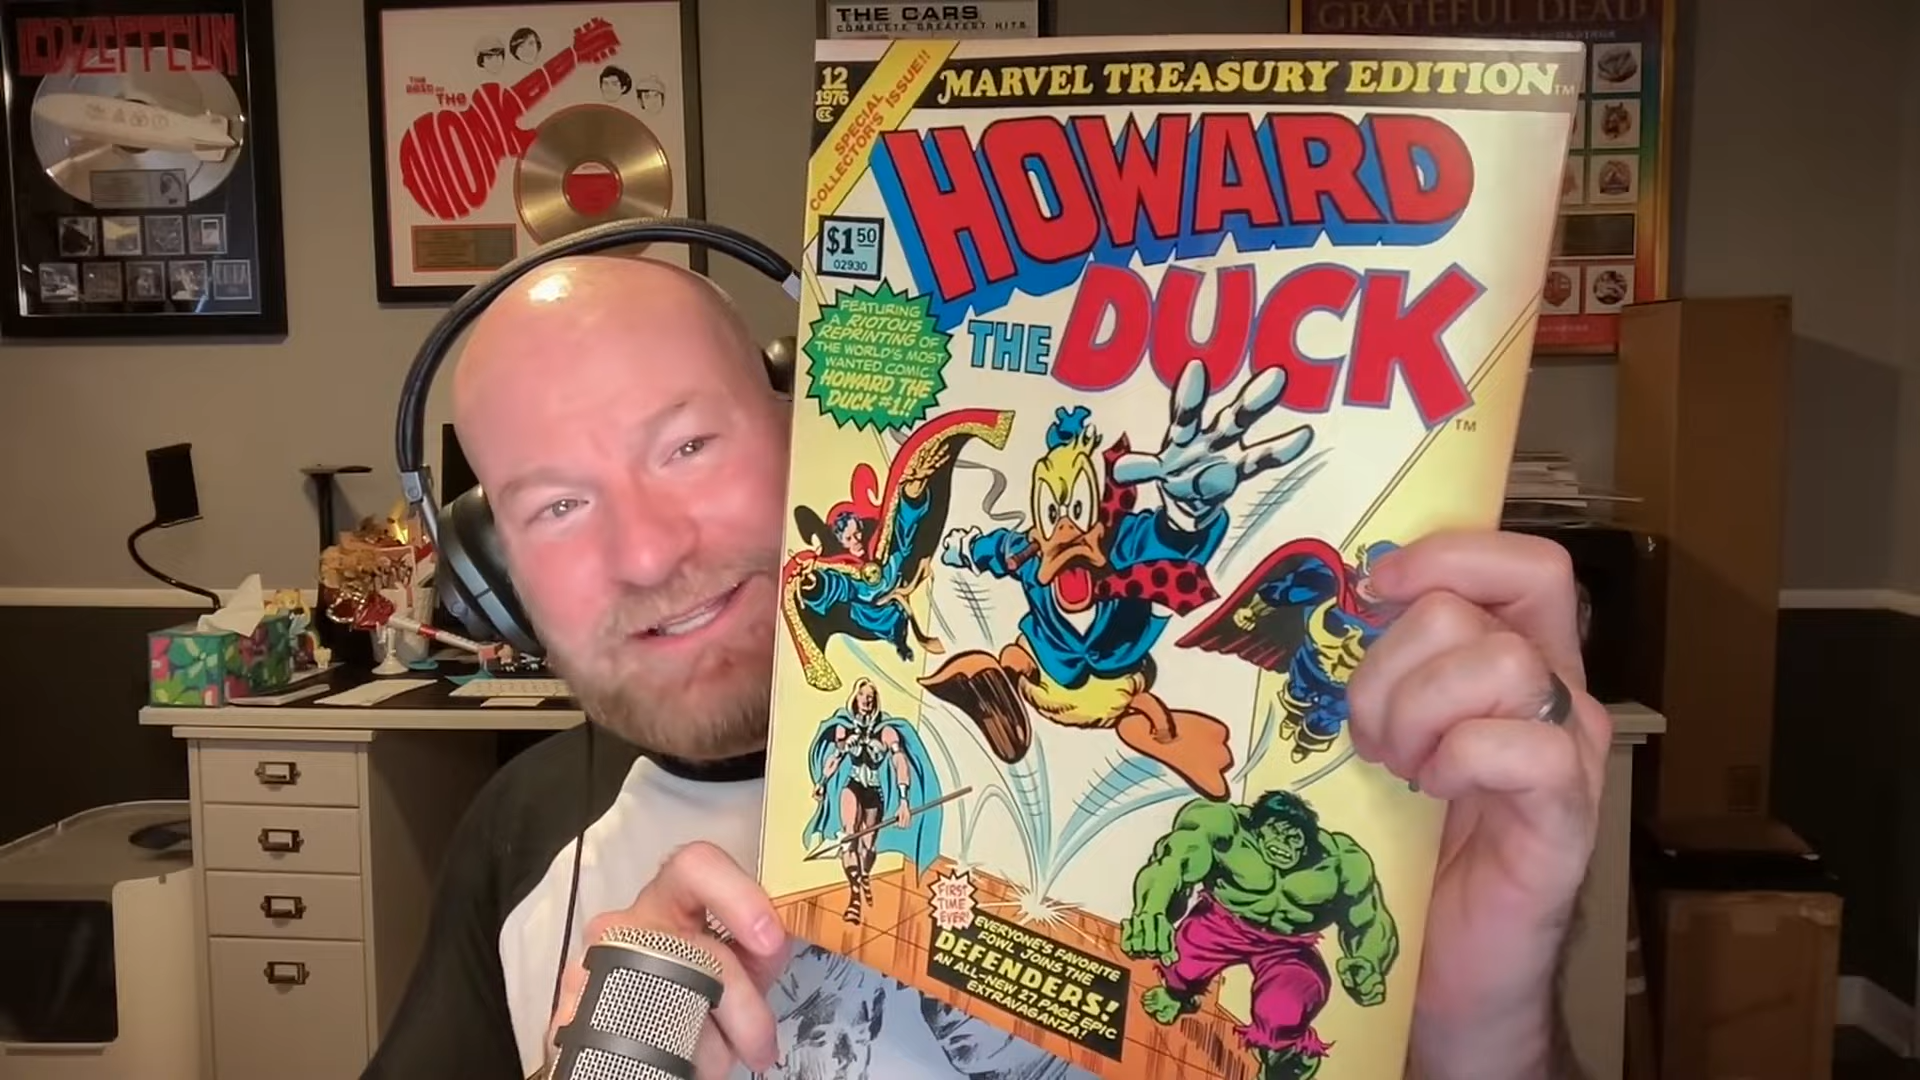 LED-ZEPPELIN
THE
BEST OF THE
MONKEES
THE CARS
COMPLETE GREATEST HITS
GRATEFUL DEAD
12
1976
CC
SPECIAL
COLLECTOR'S ISSUE!!
MARVEL TREASURY EDITION TM
HOWARD
THE DUCK
TM
$1.50
02930
FEATURING
A RIOTOUS
REPRINTING OF
THE WORLD'S MOST
WANTED COMIC
HOWARD THE
DUCK #1!!
FIRST
TIME
EVER!
EVERYONE'S FAVORITE
FOWL JOINS THE
DEFENDERS!
AN ALL-NEW 27 PAGE EPIC
EXTRAVAGANZA!